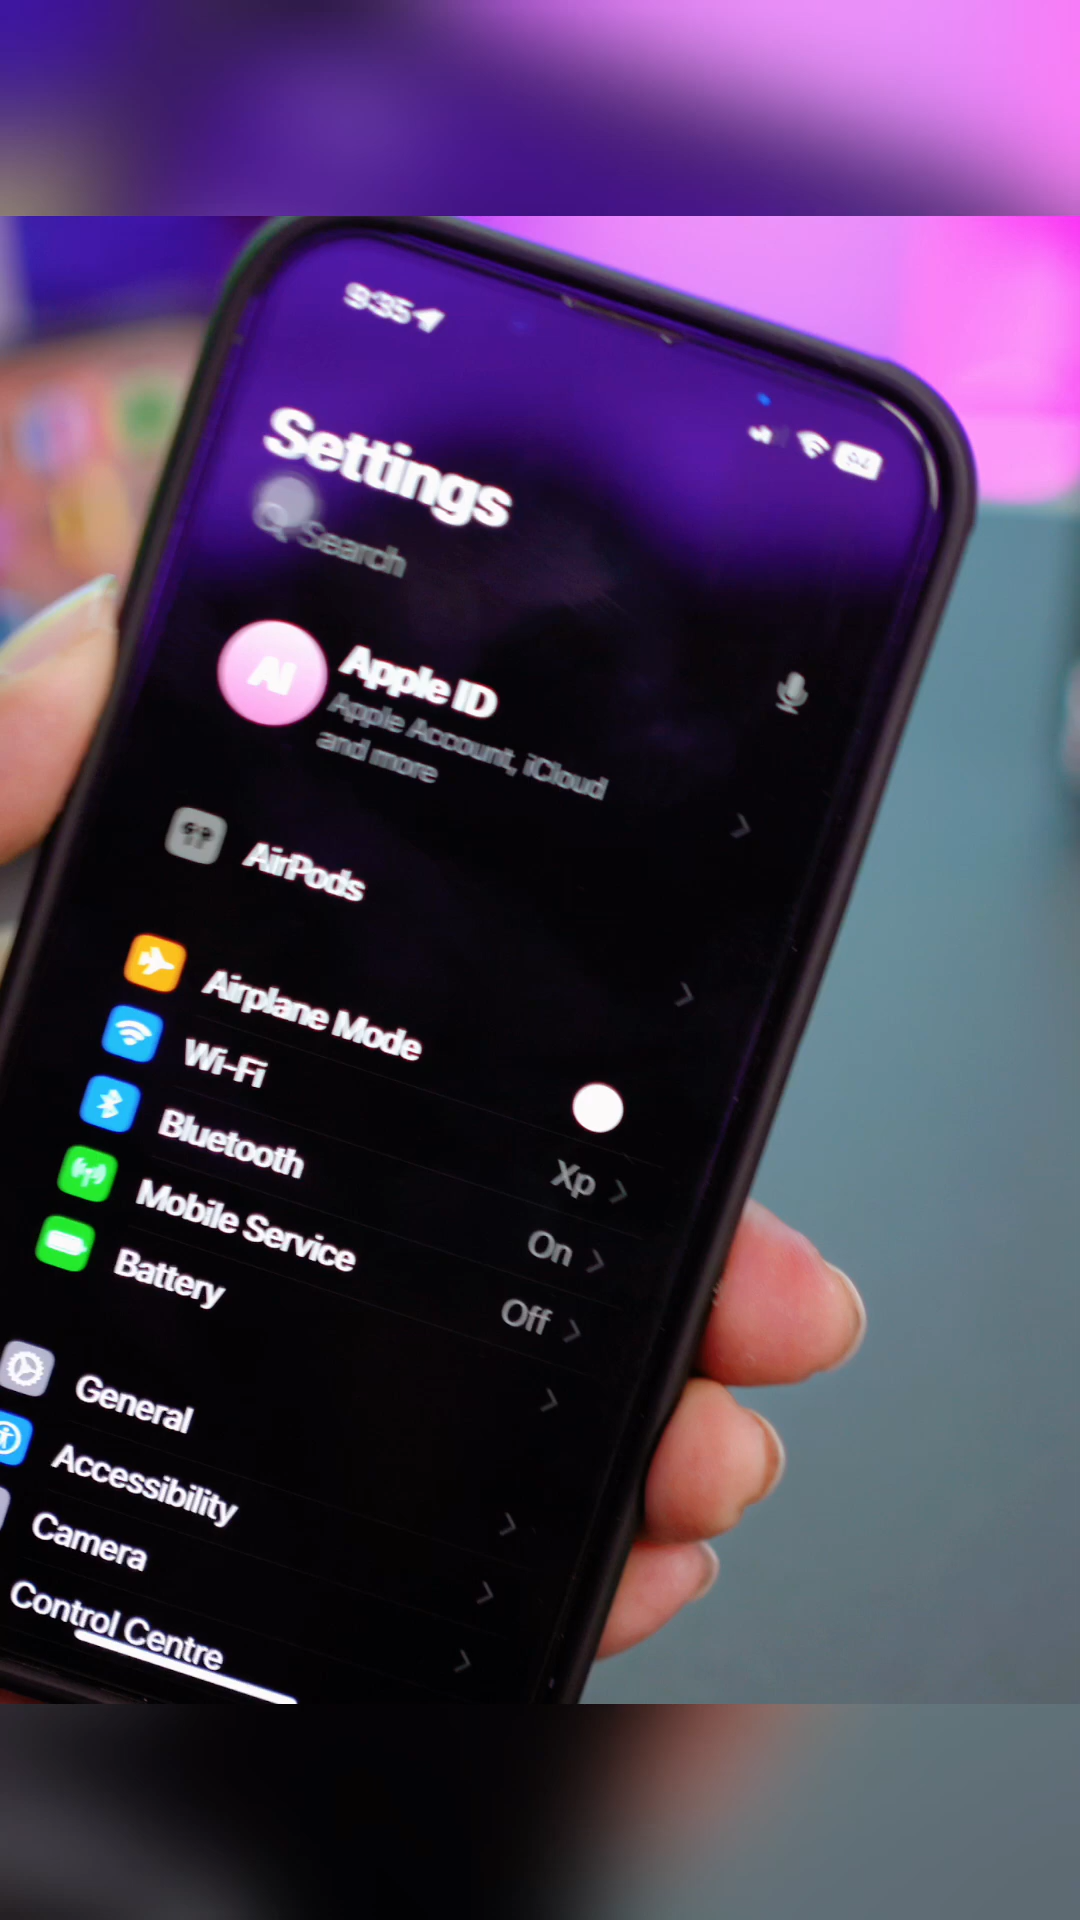 9:35
94
Settings
Search
AI
Apple ID
Apple Account, iCloud
and more
AirPods
Airplane Mode
Wi-Fi
Xp
Bluetooth
On
Mobile Service
Off
Battery
General
Accessibility
Camera
Control Centre